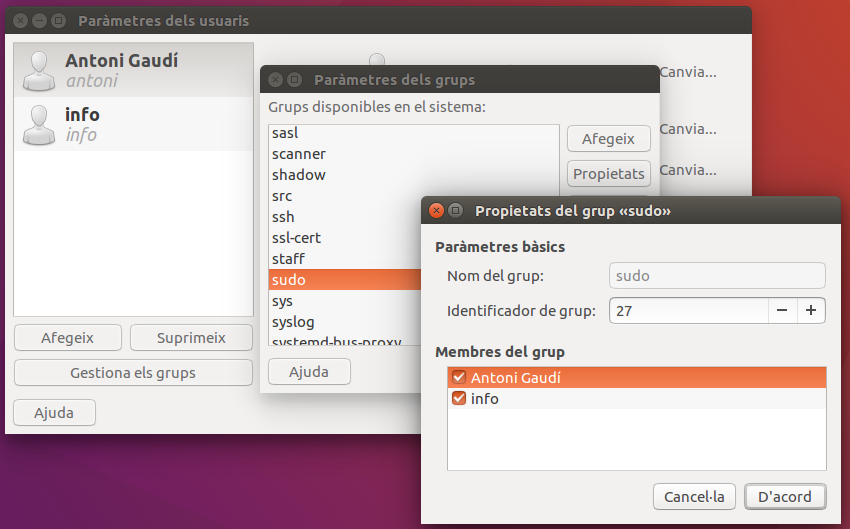 Paràmetres dels usuaris
Antoni Gaudí
antoni
info
info
Canvia...
Canvia...
Canvia...
Afegeix
Suprimeix
Gestiona els grups
Ajuda
Paràmetres dels grups
Grups disponibles en el sistema:
sasl
scanner
shadow
src
ssh
ssl-cert
staff
sudo
sys
syslog
systemd-bus-proxy
Afegeix
Propietats
Ajuda
Propietats del grup «sudo»
Paràmetres bàsics
Nom del grup: sudo
Identificador de grup: 27
Membres del grup
Antoni Gaudí
info
Cancel·la
D'acord